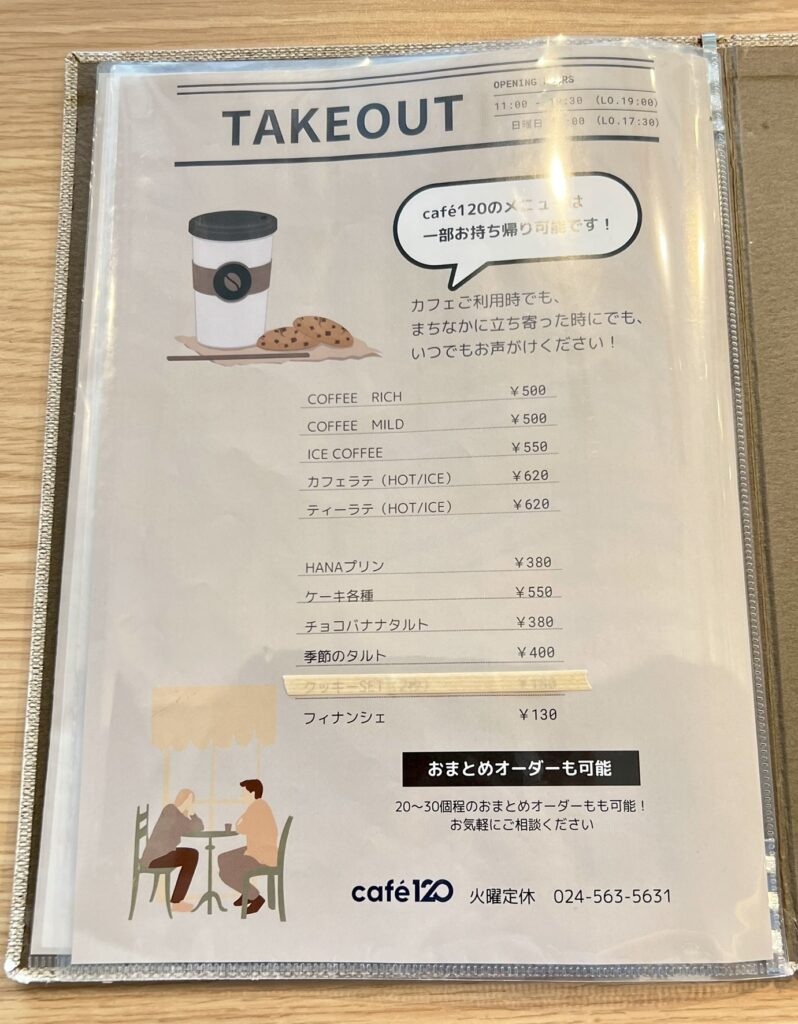 TAKEOUT
OPENING
11:00 - (LO.19:00)
日曜日 (LO.17:30)
café120のメニューは
一部お持ち帰り可能です！
カフェご利用時でも、
まちなかに立ち寄った時にでも、
いつでもお声がけください！
COFFEE RICH ￥500
COFFEE MILD ￥500
ICE COFFEE ￥550
カフェラテ（HOT/ICE） ￥620
ティーラテ（HOT/ICE） ￥620
HANAプリン ￥380
ケーキ各種 ￥550
チョコバナナタルト ￥380
季節のタルト ￥400
クッキーSET
フィナンシェ ￥130
おまとめオーダーも可能
20〜30個程のおまとめオーダーもも可能！
お気軽にご相談ください
café120 火曜定休 024-563-5631